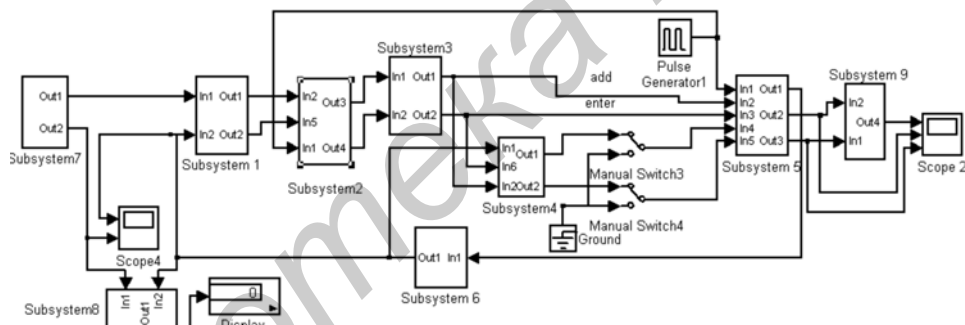 Subsystem3
In1 Out1
In2 Out2
Pulse
Generator1
add
enter
Out1
Out2
Subsystem7
In1 Out1
In2 Out2
Subsystem 1
In2
In5
In1
Out3
Out4
Subsystem2
In1
In6
In2
Out1
Out2
Subsystem4
Manual Switch3
Manual Switch4
Ground
In1 Out1
In2
In3 Out2
In4
In5 Out3
Subsystem 5
Subsystem 9
In2
In1
Out4
Scope 2
Scope4
Out1 In1
Subsystem 6
Subsystem8
In1
Out1
In2
0
Display